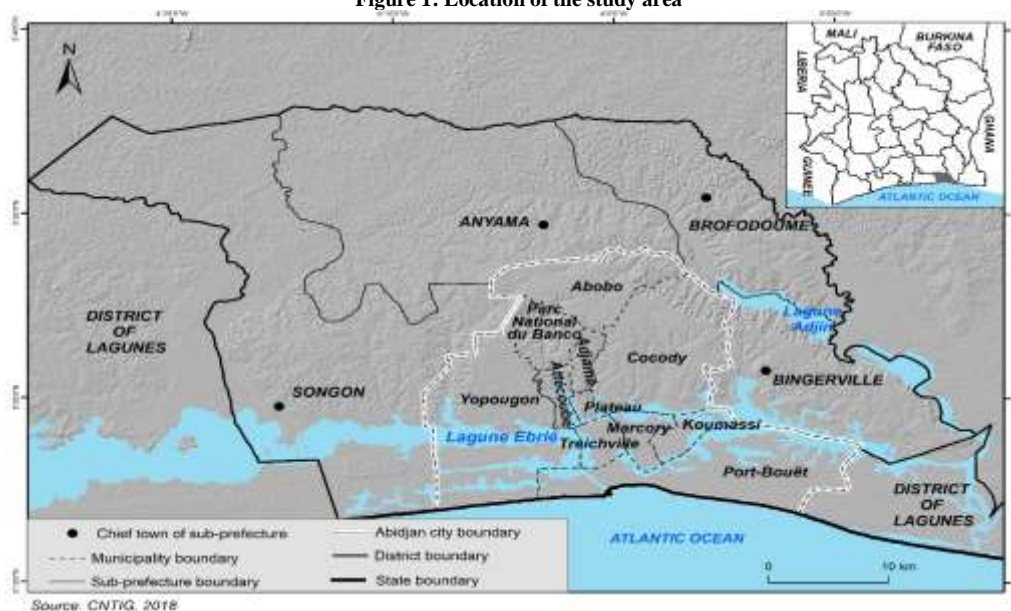 Figure 1: Location of the study area
N
MALI
BURKINA
FASO
LIBERIA
GHANA
GUINEE
ATLANTIC OCEAN
ANYAMA
BROFODOUME
Abobo
Lagune
Adjin
DISTRICT
OF
LAGUNES
Parc
National
du Banco
Adjamé
Cocody
Attécoubé
BINGERVILLE
SONGON
Yopougon
Plateau
Marcory
Koumassi
Lagune Ebrié
Treichville
Port-Bouët
DISTRICT
OF
LAGUNES
ATLANTIC OCEAN
Chief town of sub-prefecture
Municipality boundary
Sub-prefecture boundary
Abidjan city boundary
District boundary
State boundary
0 10 km
Source: CNTIG, 2018